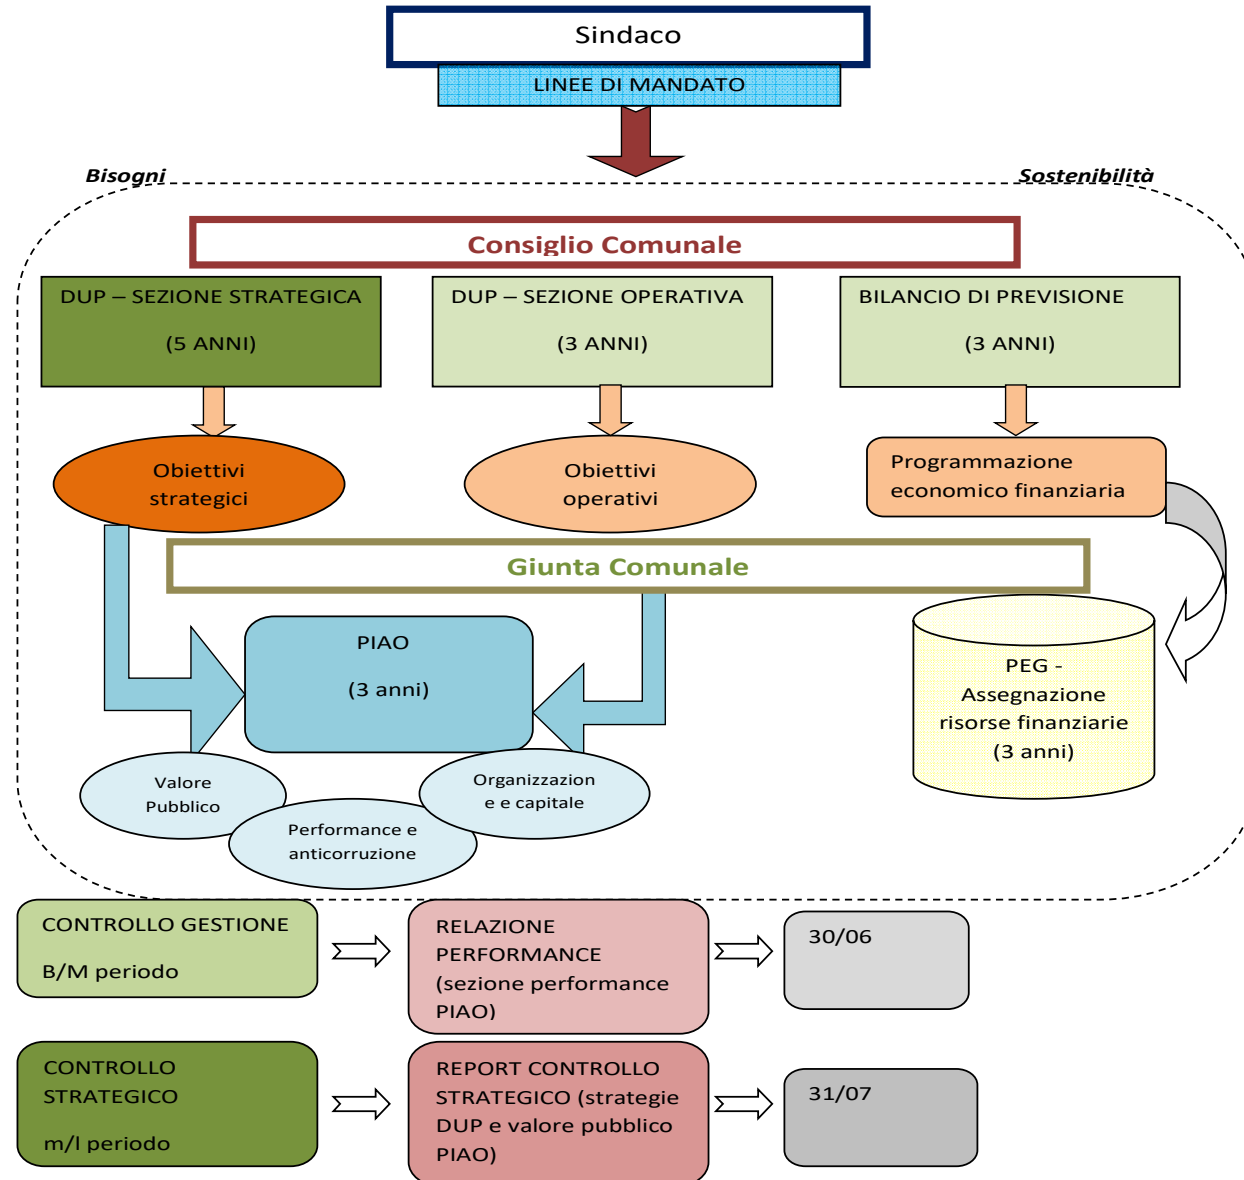 Sindaco
LINEE DI MANDATO
Bisogni
Sostenibilità
Consiglio Comunale
DUP – SEZIONE STRATEGICA
(5 ANNI)
DUP – SEZIONE OPERATIVA
(3 ANNI)
BILANCIO DI PREVISIONE
(3 ANNI)
Obiettivi
strategici
Obiettivi
operativi
Programmazione
economico finanziaria
Giunta Comunale
PIAO
(3 anni)
PEG -
Assegnazione
risorse finanziarie
(3 anni)
Valore
Pubblico
Performance e
anticorruzione
Organizzazion
e e capitale
CONTROLLO GESTIONE
B/M periodo
RELAZIONE
PERFORMANCE
(sezione performance
PIAO)
30/06
CONTROLLO
STRATEGICO
m/l periodo
REPORT CONTROLLO
STRATEGICO (strategie
DUP e valore pubblico
PIAO)
31/07